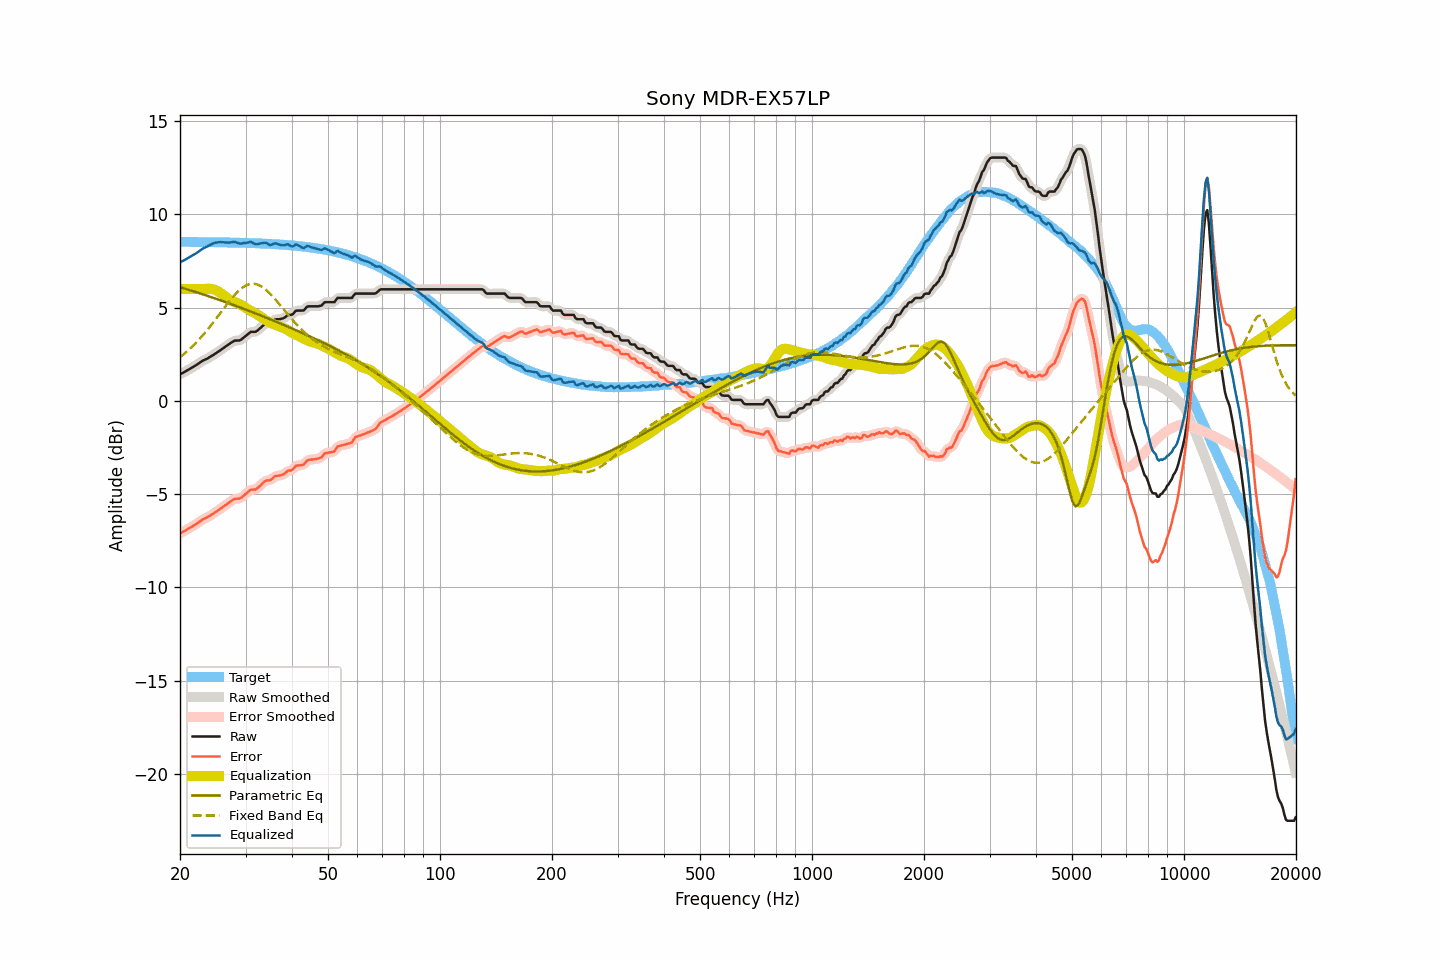 Sony MDR-EX57LP
15
10
5
0
−5
−10
−15
−20
Amplitude (dBr)
Target
Raw Smoothed
Error Smoothed
Raw
Error
Equalization
Parametric Eq
Fixed Band Eq
Equalized
20 50 100 200 500 1000 2000 5000 10000 20000
Frequency (Hz)